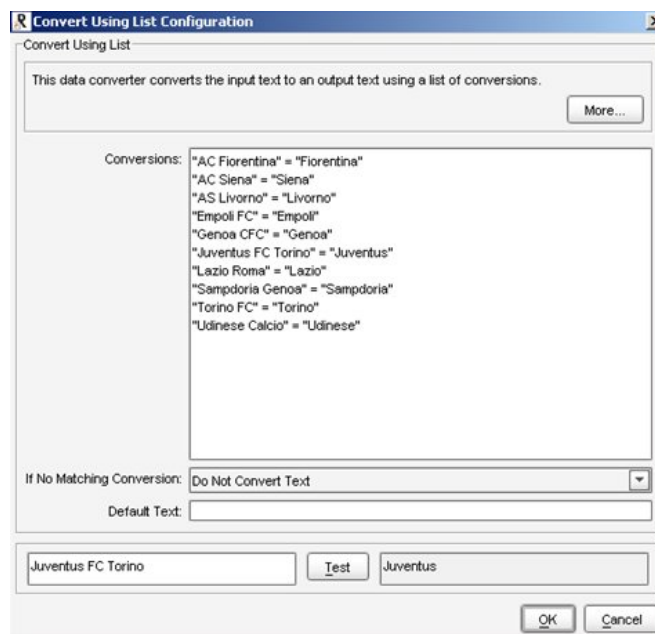 Convert Using List Configuration
Convert Using List
This data converter converts the input text to an output text using a list of conversions.
More...
Conversions:
"AC Fiorentina" = "Fiorentina"
"AC Siena" = "Siena"
"AS Livorno" = "Livorno"
"Empoli FC" = "Empoli"
"Genoa CFC" = "Genoa"
"Juventus FC Torino" = "Juventus"
"Lazio Roma" = "Lazio"
"Sampdoria Genoa" = "Sampdoria"
"Torino FC" = "Torino"
"Udinese Calcio" = "Udinese"
If No Matching Conversion: Do Not Convert Text
Default Text:
Juventus FC Torino Test Juventus
OK Cancel